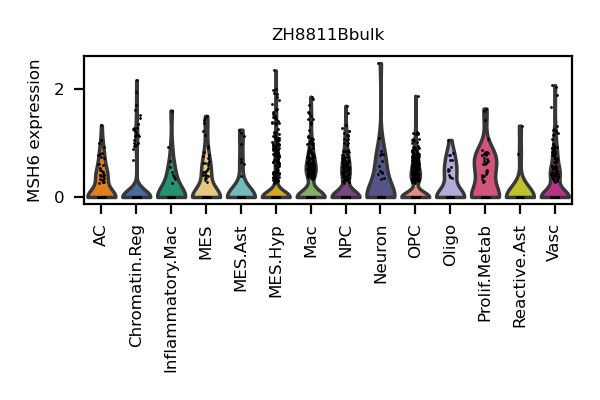 ZH8811Bbulk
MSH6 expression
2
0
AC
Chromatin.Reg
Inflammatory.Mac
MES
MES.Ast
MES.Hyp
Mac
NPC
Neuron
OPC
Oligo
Prolif.Metab
Reactive.Ast
Vasc